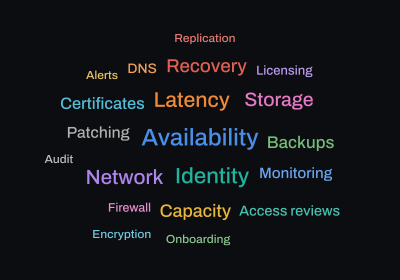 Replication
Alerts DNS Recovery Licensing
Certificates Latency Storage
Patching Availability Backups
Audit
Network Identity Monitoring
Firewall Capacity Access reviews
Encryption Onboarding